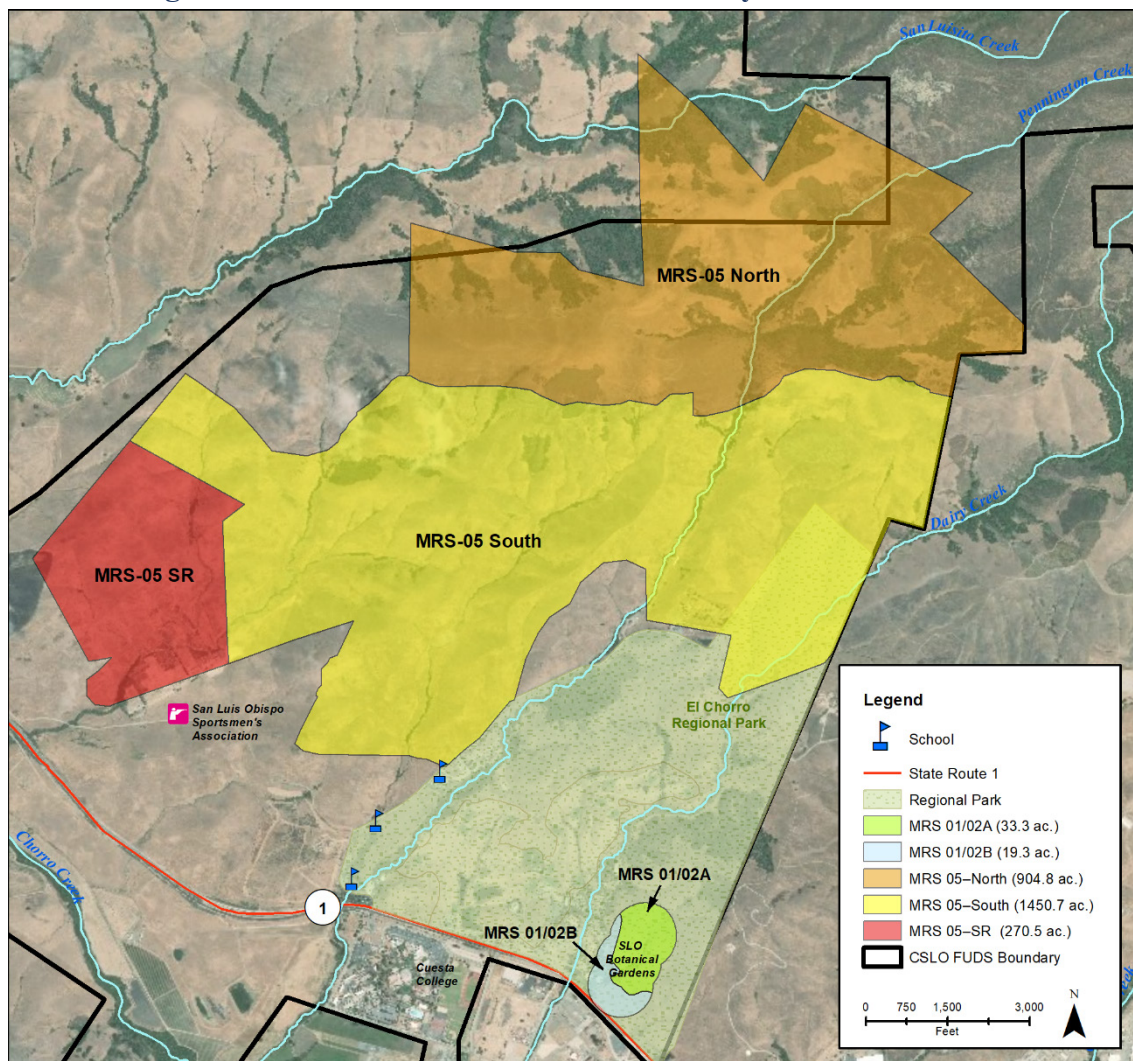 San Luisito Creek
Pennington Creek
MRS-05 North
Dairy Creek
MRS-05 South
MRS-05 SR
San Luis Obispo
Sportsmen's
Association
El Chorro
Regional Park
Chorro Creek
1
MRS 01/02A
MRS 01/02B
SLO
Botanical
Gardens
Cuesta
College
Legend
School
State Route 1
Regional Park
MRS 01/02A (33.3 ac.)
MRS 01/02B (19.3 ac.)
MRS 05–North (904.8 ac.)
MRS 05–South (1450.7 ac.)
MRS 05–SR (270.5 ac.)
CSLO FUDS Boundary
0 750 1,500 3,000
Feet
N